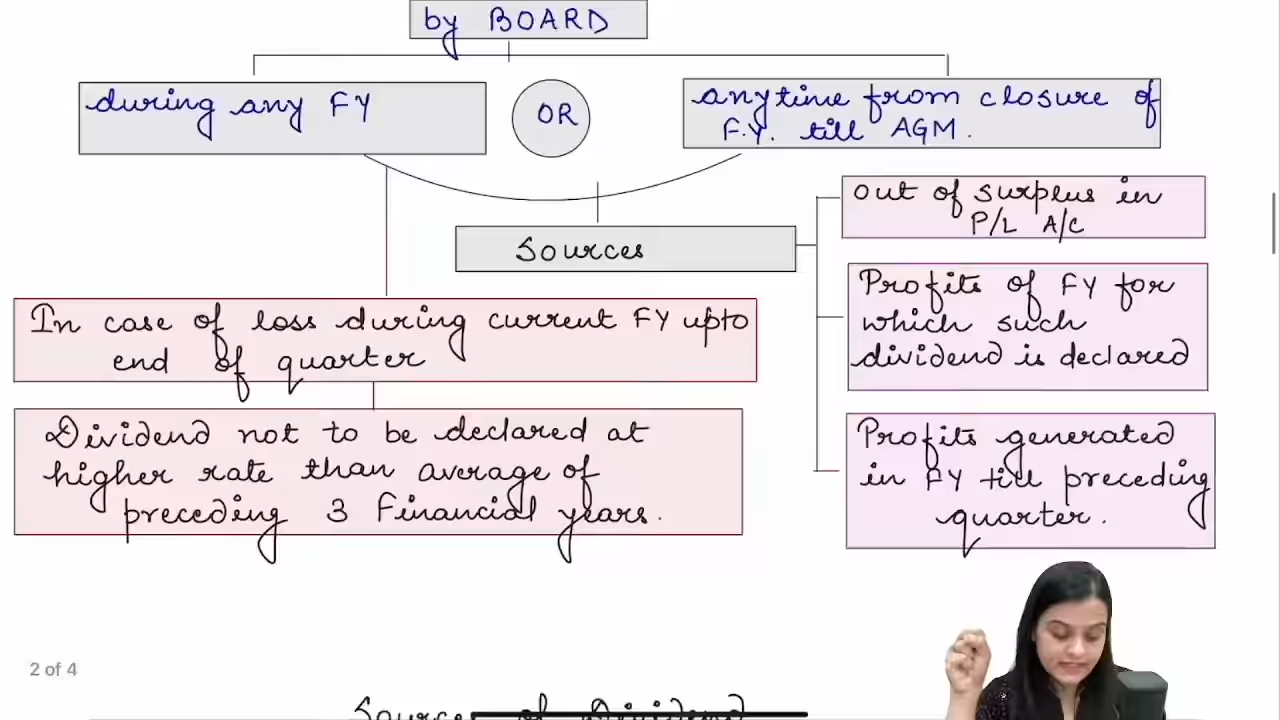 by BOARD
during any FY
OR
anytime from closure of
F.Y. till AGM.
Sources
out of surplus in
P/L A/C
Profits of FY for
which such
dividend is declared
Profits generated
in FY till preceding
quarter.
In case of loss during current FY upto
end of quarter
Dividend not to be declared at
higher rate than average of
preceding 3 Financial years.
2 of 4
Sources of Dividend